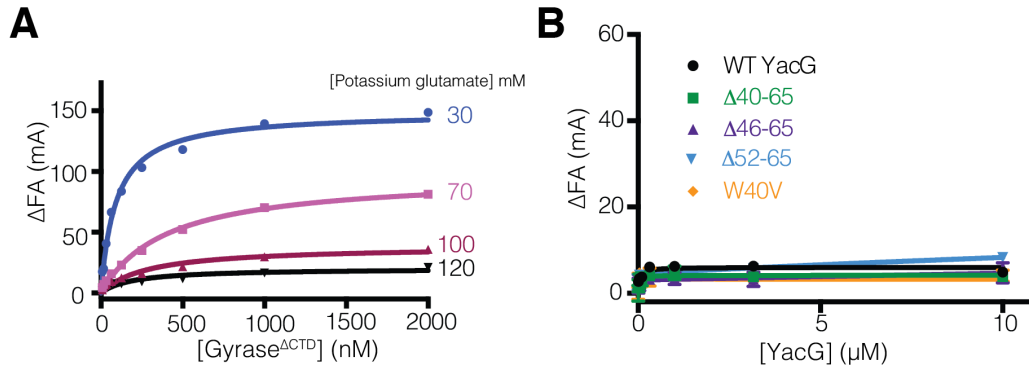 A
[Potassium glutamate] mM
150
100
50
0
ΔFA (mA)
30
70
100
120
0
500
1000
1500
2000
[Gyrase^ΔCTD] (nM)
B
60
40
20
0
ΔFA (mA)
WT YacG
Δ40-65
Δ46-65
Δ52-65
W40V
0
5
10
[YacG] (µM)